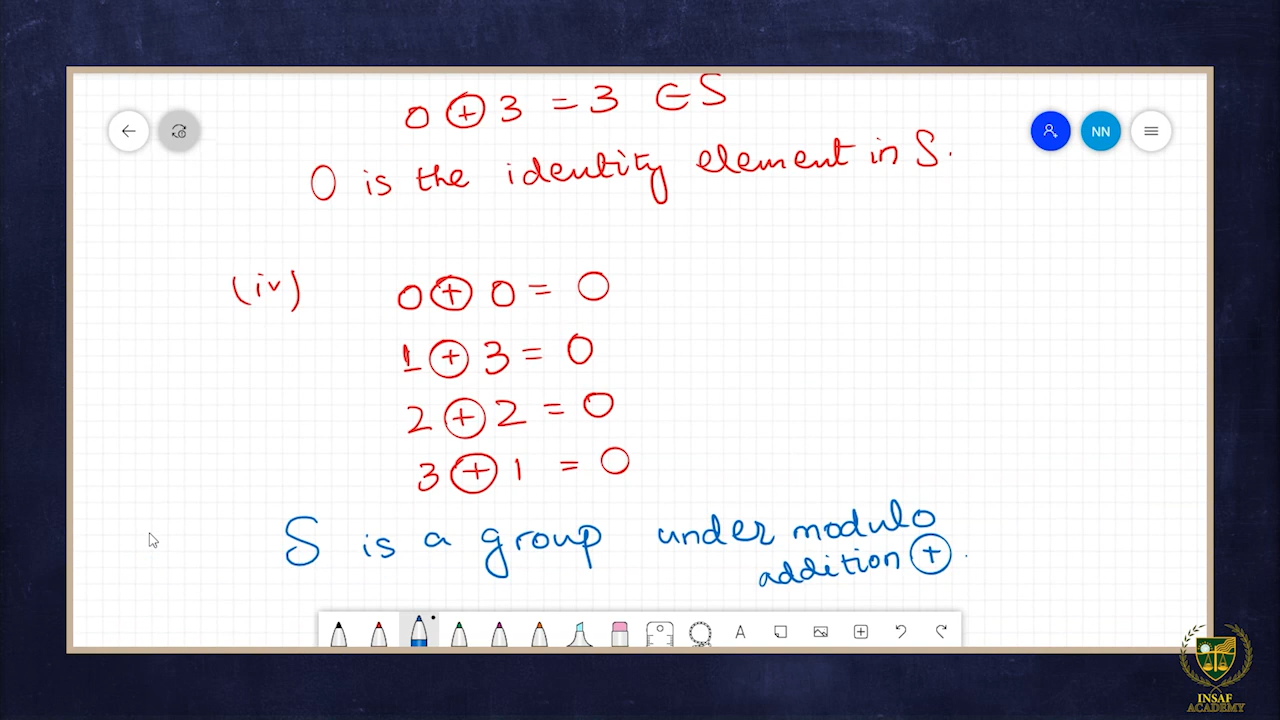 0 ⊕ 3 = 3 ∈ S
0 is the identity element in S.
NN
(iv) 0 ⊕ 0 = 0
1 ⊕ 3 = 0
2 ⊕ 2 = 0
3 ⊕ 1 = 0
S is a group under modulo
addition ⊕.
A
INSAF
ACADEMY